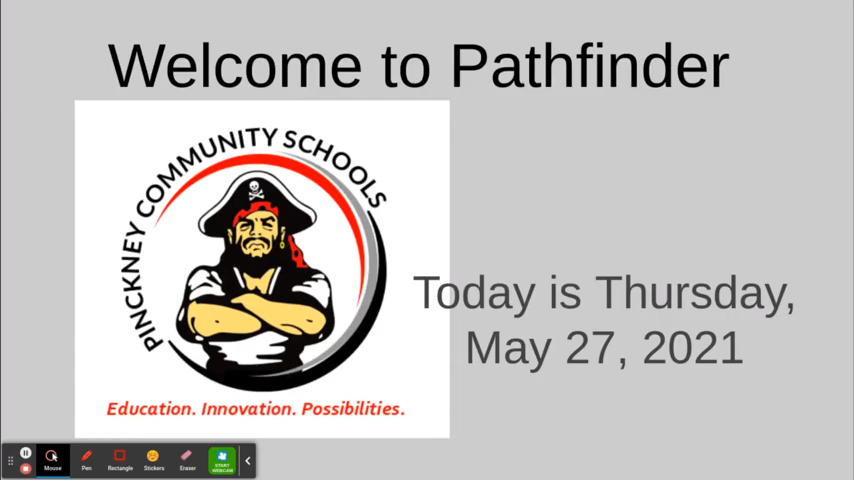 Welcome to Pathfinder
PINCKNEY COMMUNITY SCHOOLS
Today is Thursday,
May 27, 2021
Education. Innovation. Possibilities.
Mouse
Pen
Rectangle
Stickers
Eraser
START
WEBCAM